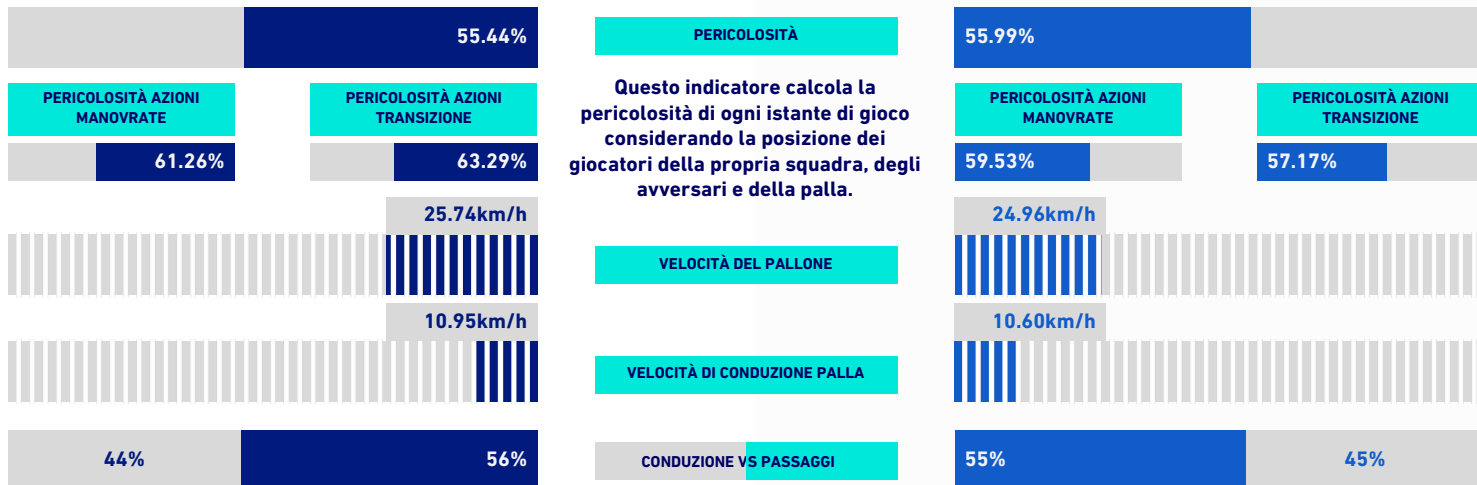 55.44%
PERICOLOSITÀ
55.99%
PERICOLOSITÀ AZIONI
MANOVRATE
61.26%
PERICOLOSITÀ AZIONI
TRANSIZIONE
63.29%
Questo indicatore calcola la
pericolosità di ogni istante di gioco
considerando la posizione dei
giocatori della propria squadra, degli
avversari e della palla.
PERICOLOSITÀ AZIONI
MANOVRATE
59.53%
PERICOLOSITÀ AZIONI
TRANSIZIONE
57.17%
25.74km/h
VELOCITÀ DEL PALLONE
24.96km/h
10.95km/h
VELOCITÀ DI CONDUZIONE PALLA
10.60km/h
44%
56%
CONDUZIONE VS PASSAGGI
55%
45%